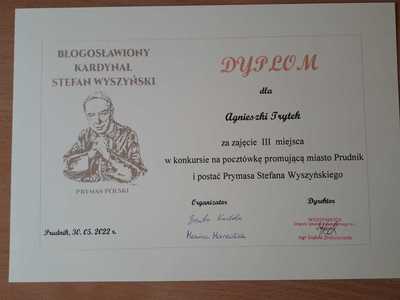 BŁOGOSŁAWIONY
KARDYNAŁ
STEFAN WYSZYŃSKI
PRYMAS POLSKI
Prudnik, 30. 05. 2022 r.
DYPLOM
dla
Agnieszki Trytek
za zajęcie III miejsca
w konkursie na pocztówkę promującą miasto Prudnik
i postać Prymasa Stefana Wyszyńskiego
Organizator
Dyrektor